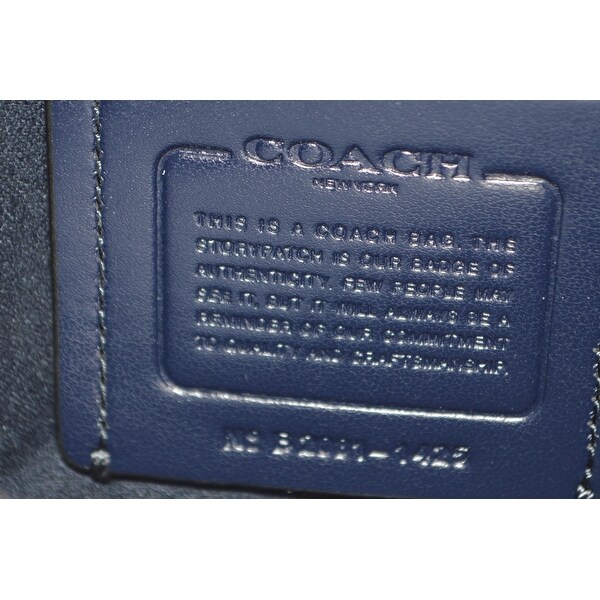 COACH
NEW YORK
THIS IS A COACH BAG. THE
STORYPATCH IS OUR BADGE OF
AUTHENTICITY. FEW PEOPLE MAY
SEE IT, BUT IT WILL ALWAYS BE A
REMINDER OF OUR COMMITMENT
TO QUALITY AND CRAFTSMANSHIP.
Nº